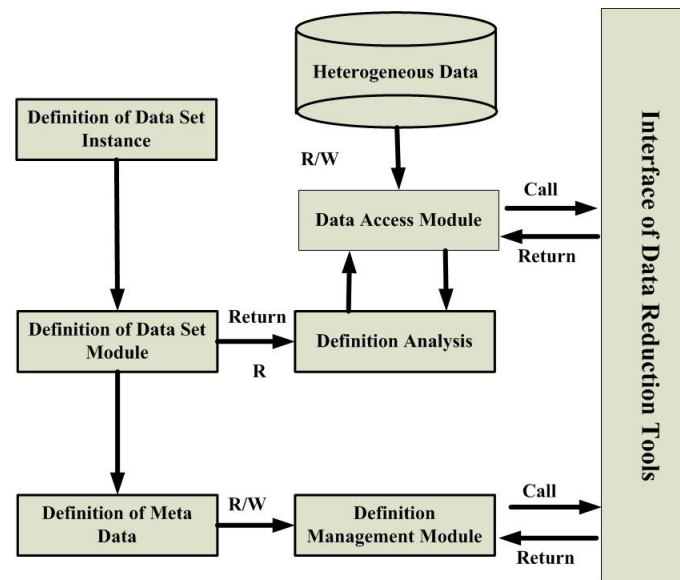 Heterogeneous Data
Definition of Data Set
Instance
R/W
Call
Data Access Module
Return
Definition of Data Set
Module
Return
R
Definition Analysis
Definition of Meta
Data
R/W
Definition
Management Module
Call
Return
Interface of Data Reduction Tools